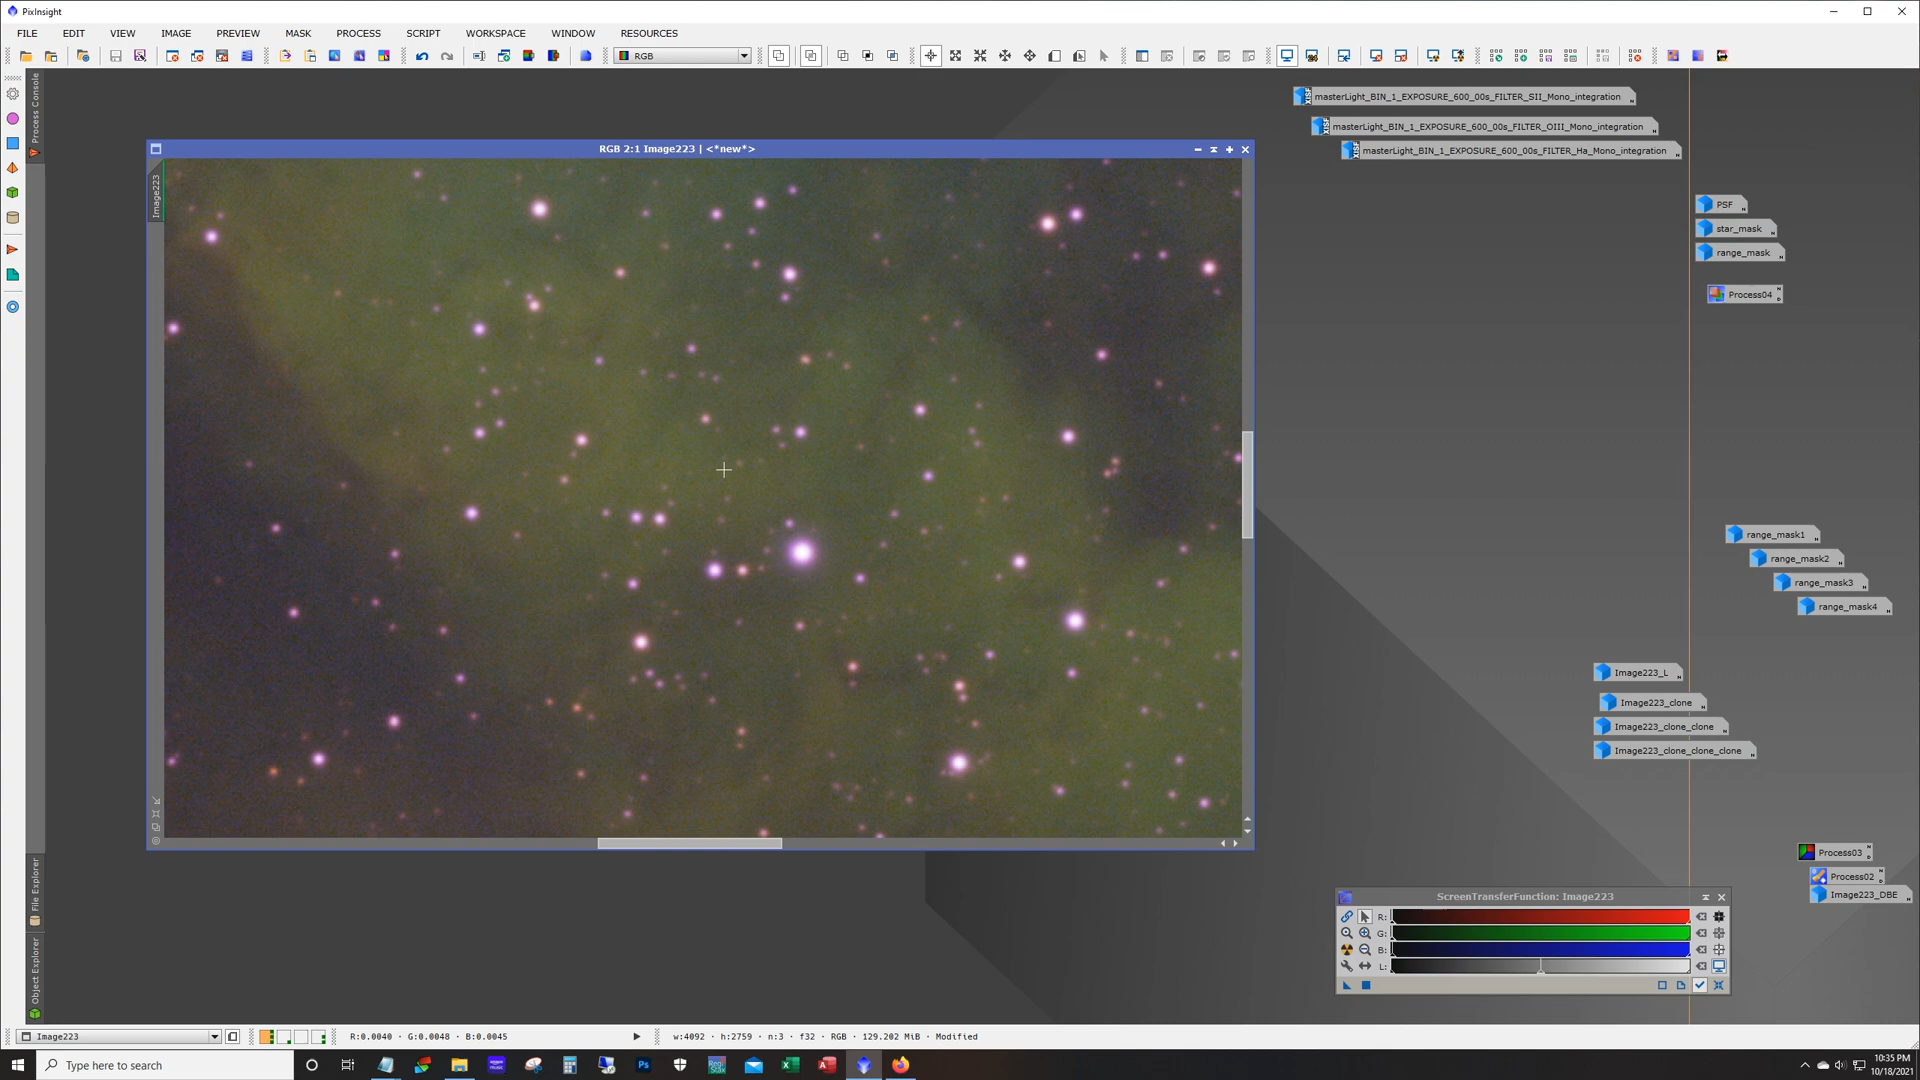 PixInsight
FILE EDIT VIEW IMAGE PREVIEW MASK PROCESS SCRIPT WORKSPACE WINDOW RESOURCES
RGB
Process Console
masterLight_BIN_1_EXPOSURE_600_00s_FILTER_SII_Mono_integration
masterLight_BIN_1_EXPOSURE_600_00s_FILTER_OIII_Mono_integration
masterLight_BIN_1_EXPOSURE_600_00s_FILTER_Ha_Mono_integration
RGB 2:1 Image223 | <*new*>
Image223
PSF
star_mask
range_mask
Process04
range_mask1
range_mask2
range_mask3
range_mask4
Image223_L
Image223_clone
Image223_clone_clone
Image223_clone_clone_clone
Process03
Process02
Image223_DBE
File Explorer
Object Explorer
ScreenTransferFunction: Image223
R:
G:
B:
L:
Image223
R:0.0040 · G:0.0048 · B:0.0045
w:4092 · h:2759 · n:3 · f32 · RGB · 129.202 MiB · Modified
Type here to search
Ps
10:35 PM
10/18/2021